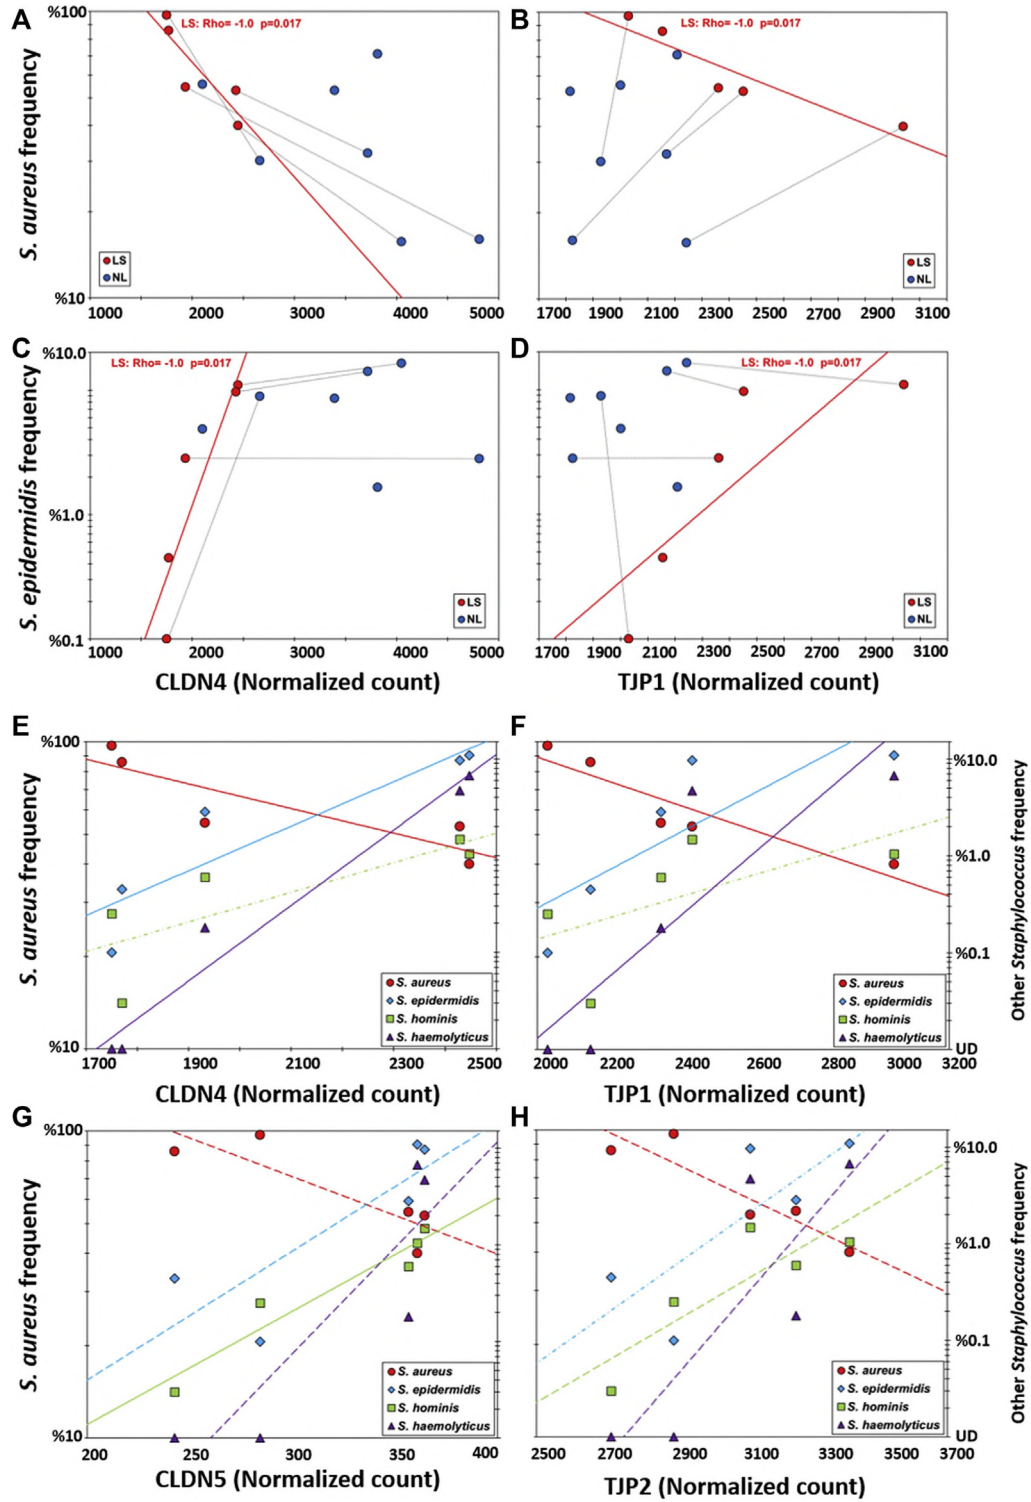 A
B
%100
LS: Rho= -1.0 p=0.017
LS: Rho= -1.0 p=0.017
S. aureus frequency
LS
NL
LS
NL
%10
1000 2000 3000 4000 5000
1700 1900 2100 2300 2500 2700 2900 3100
C
D
%10.0
LS: Rho= -1.0 p=0.017
LS: Rho= -1.0 p=0.017
S. epidermidis frequency
%1.0
LS
NL
LS
NL
%0.1
1000 2000 3000 4000 5000
1700 1900 2100 2300 2500 2700 2900 3100
CLDN4 (Normalized count)
TJP1 (Normalized count)
E
F
%100
%10.0
S. aureus frequency
%1.0
Other Staphylococcus frequency
%0.1
S. aureus
S. epidermidis
S. hominis
S. haemolyticus
S. aureus
S. epidermidis
S. hominis
S. haemolyticus
%10
UD
1700 1900 2100 2300 2500
2000 2200 2400 2600 2800 3000 3200
CLDN4 (Normalized count)
TJP1 (Normalized count)
G
H
%100
%10.0
S. aureus frequency
%1.0
Other Staphylococcus frequency
%0.1
S. aureus
S. epidermidis
S. hominis
S. haemolyticus
S. aureus
S. epidermidis
S. hominis
S. haemolyticus
%10
UD
200 250 300 350 400
2500 2700 2900 3100 3300 3500 3700
CLDN5 (Normalized count)
TJP2 (Normalized count)